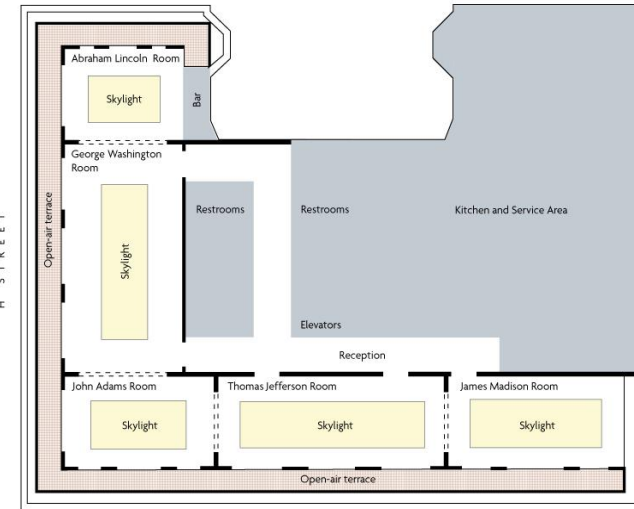 Abraham Lincoln Room
Skylight
Bar
George Washington
Room
Restrooms
Restrooms
Kitchen and Service Area
Open-air terrace
Skylight
Elevators
Reception
John Adams Room
Thomas Jefferson Room
James Madison Room
Skylight
Skylight
Skylight
Open-air terrace